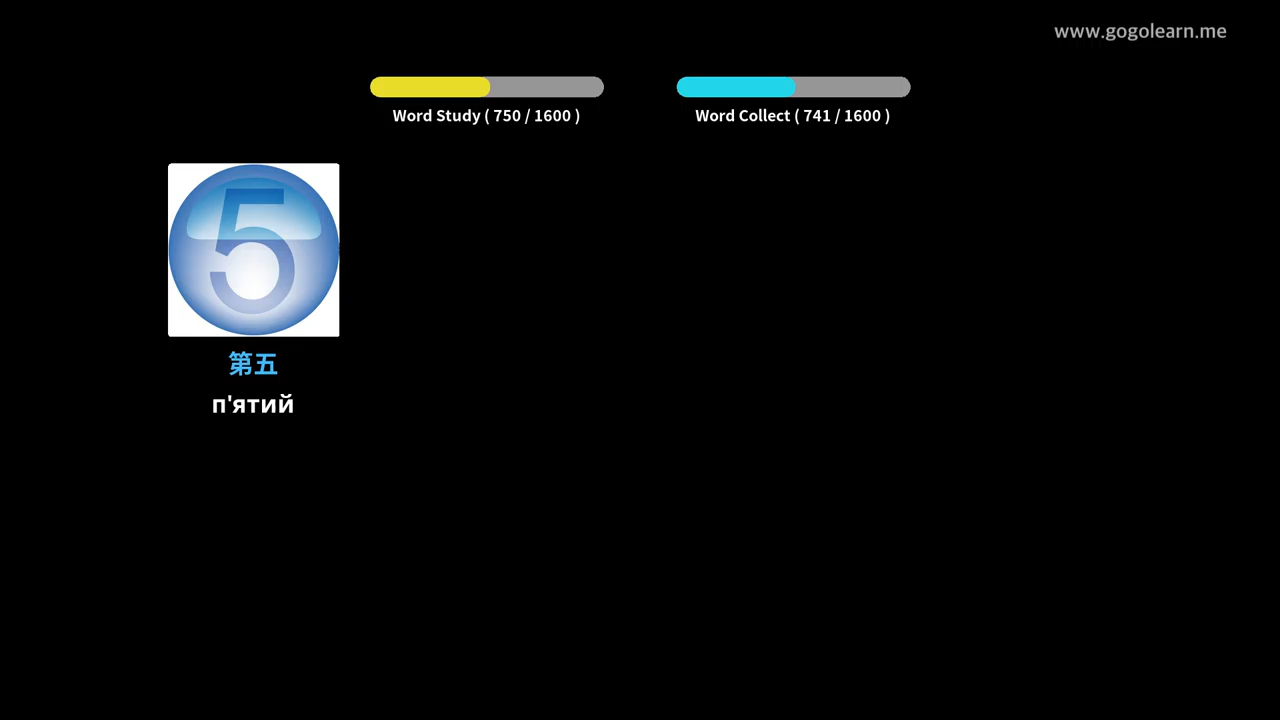 www.gogolearn.me
Word Study ( 750 / 1600 )
Word Collect ( 741 / 1600 )
5
第五
п'ятий